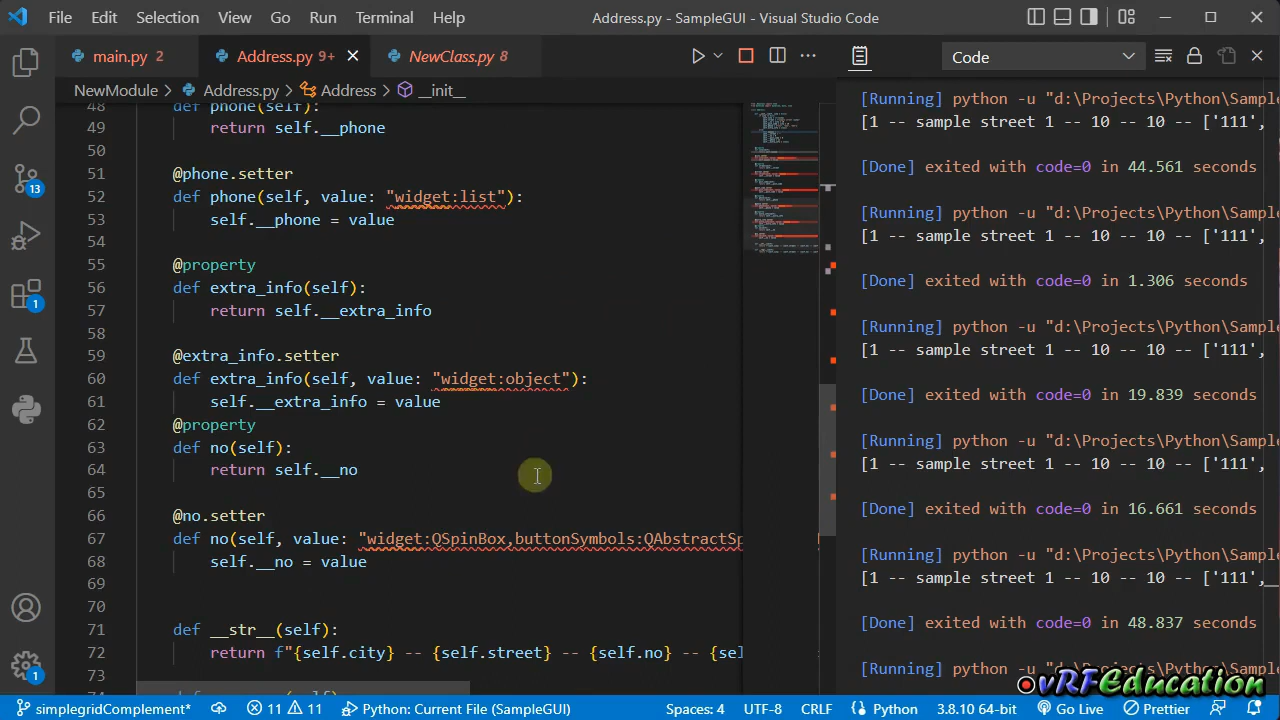 File Edit Selection View Go Run Terminal Help Address.py - SampleGUI - Visual Studio Code
main.py 2 Address.py 9+ NewClass.py 8
Code
NewModule > Address.py > Address > __init__
48 def phone(self):
49 return self.__phone
50
51 @phone.setter
52 def phone(self, value: "widget:list"):
53 self.__phone = value
54
55 @property
56 def extra_info(self):
57 return self.__extra_info
58
59 @extra_info.setter
60 def extra_info(self, value: "widget:object"):
61 self.__extra_info = value
62 @property
63 def no(self):
64 return self.__no
65
66 @no.setter
67 def no(self, value: "widget:QSpinBox,buttonSymbols:QAbstractSp
68 self.__no = value
69
70
71 def __str__(self):
72 return f"{self.city} -- {self.street} -- {self.no} -- {sel
73
[Running] python -u "d:\Projects\Python\Sampl
[1 -- sample street 1 -- 10 -- 10 -- ['111',
[Done] exited with code=0 in 44.561 seconds
[Running] python -u "d:\Projects\Python\Sampl
[1 -- sample street 1 -- 10 -- 10 -- ['111',
[Done] exited with code=0 in 1.306 seconds
[Running] python -u "d:\Projects\Python\Sampl
[1 -- sample street 1 -- 10 -- 10 -- ['111',
[Done] exited with code=0 in 19.839 seconds
[Running] python -u "d:\Projects\Python\Sampl
[1 -- sample street 1 -- 10 -- 10 -- ['111',
[Done] exited with code=0 in 16.661 seconds
[Running] python -u "d:\Projects\Python\Sampl
[1 -- sample street 1 -- 10 -- 10 -- ['111',
[Done] exited with code=0 in 48.837 seconds
[Running] python -u "d:\Projects\Python\Sampl
vRFEducation
13
1
1
simplegridComplement* 11 11 Python: Current File (SampleGUI) Spaces: 4 UTF-8 CRLF Python 3.8.10 64-bit Go Live Prettier